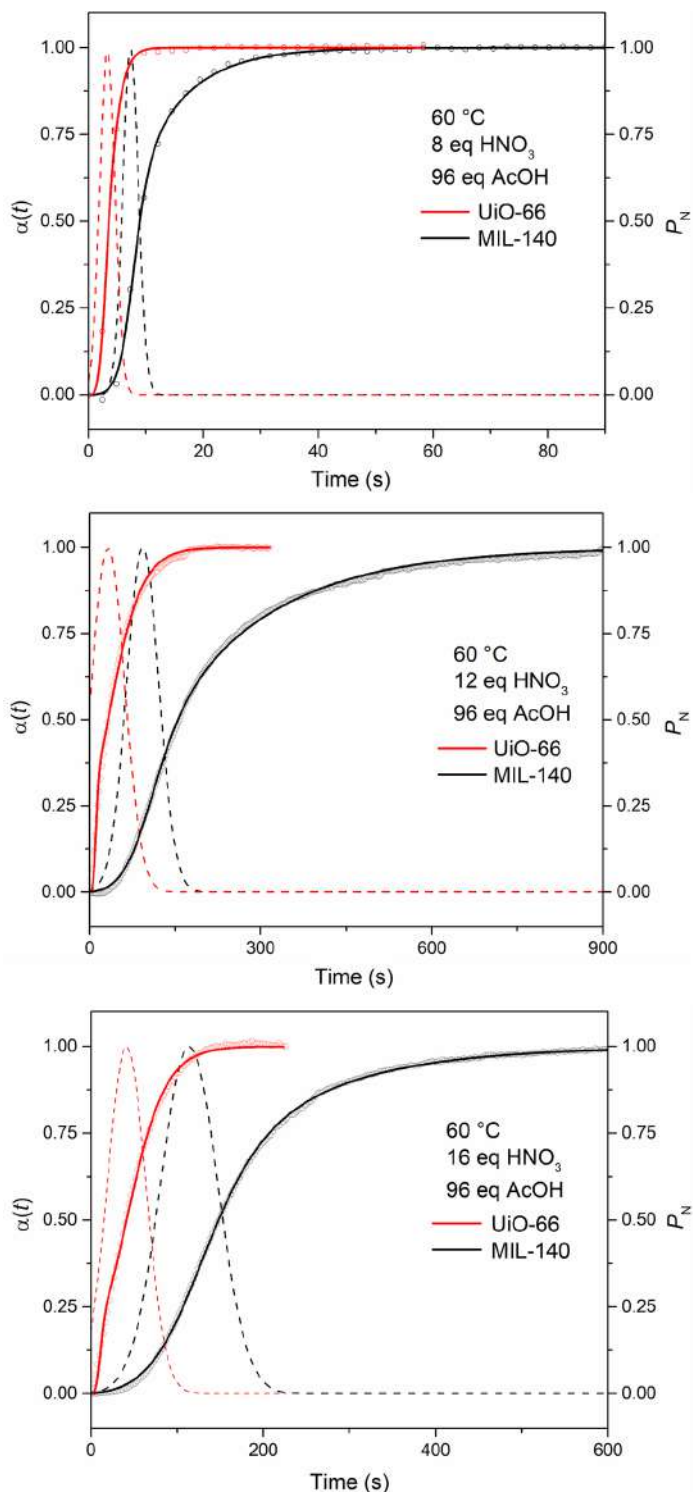 1.00
0.75
0.50
0.25
0.00
α(t)
60 °C
8 eq HNO₃
96 eq AcOH
UiO-66
MIL-140
1.00
0.75
0.50
0.25
0.00
P_N
0 20 40 60 80
Time (s)
1.00
0.75
0.50
0.25
0.00
α(t)
60 °C
12 eq HNO₃
96 eq AcOH
UiO-66
MIL-140
1.00
0.75
0.50
0.25
0.00
P_N
0 300 600 900
Time (s)
1.00
0.75
0.50
0.25
0.00
α(t)
60 °C
16 eq HNO₃
96 eq AcOH
UiO-66
MIL-140
1.00
0.75
0.50
0.25
0.00
P_N
0 200 400 600
Time (s)